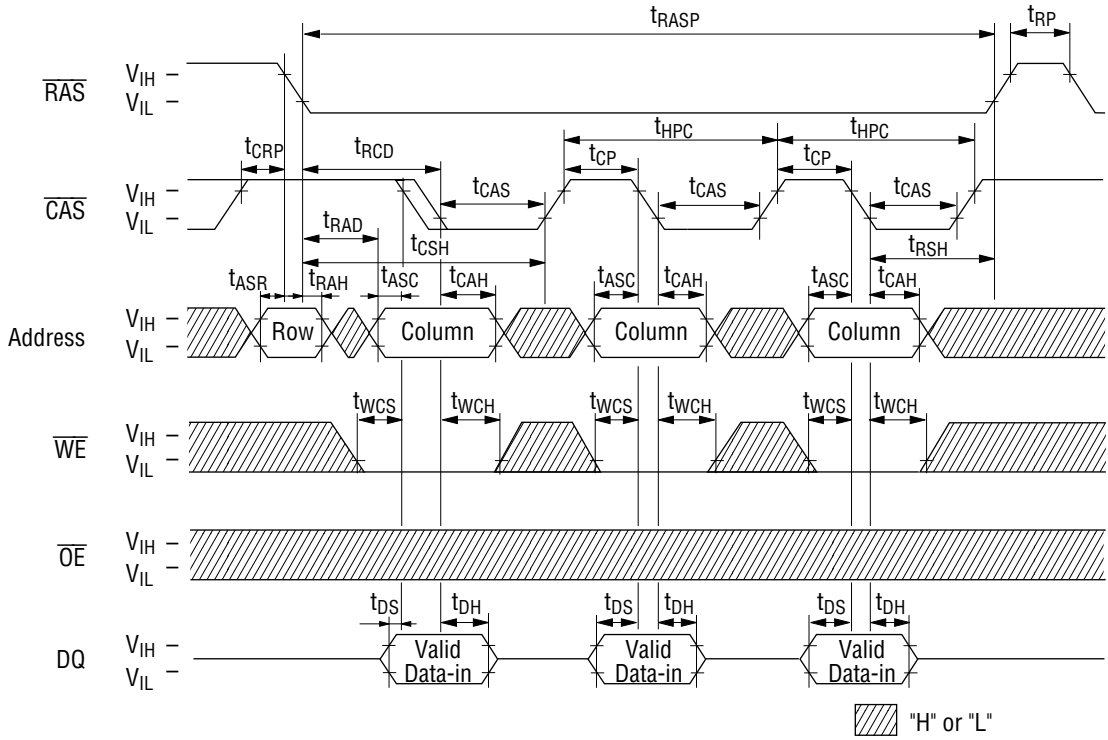 tRASP tRP
RAS VIH
VIL
tHPC tHPC
tCRP tRCD tCP tCP
CAS VIH
VIL
tCAS tCAS tCAS
tRAD tCSH tRSH
tASR tRAH tASC tCAH tASC tCAH tASC tCAH
Address VIH
VIL
Row Column Column Column
tWCS tWCH tWCS tWCH tWCS tWCH
WE VIH
VIL
OE VIH
VIL
tDS tDH tDS tDH tDS tDH
DQ VIH
VIL
Valid Data-in
Valid Data-in
Valid Data-in
"H" or "L"